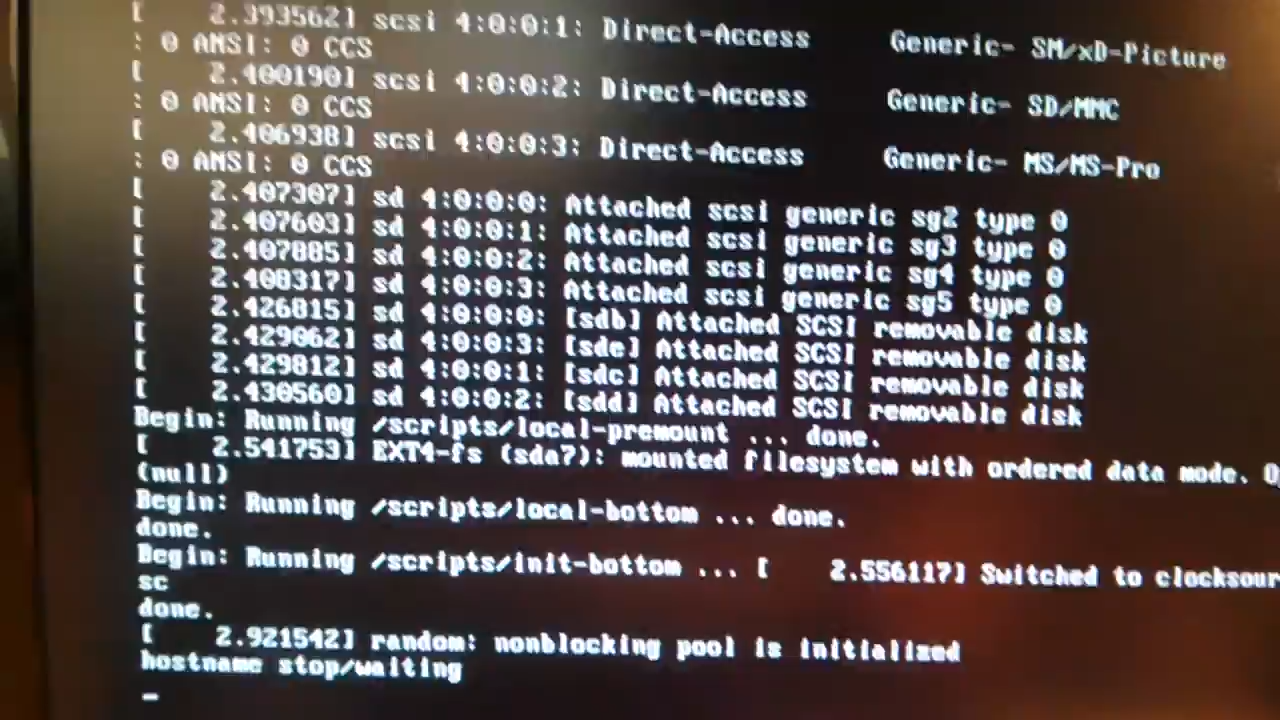 [ 2.393562] scsi 4:0:0:1: Direct-Access Generic- SM/xD-Picture
: 0 ANSI: 0 CCS
[ 2.400190] scsi 4:0:0:2: Direct-Access Generic- SD/MMC
: 0 ANSI: 0 CCS
[ 2.406938] scsi 4:0:0:3: Direct-Access Generic- MS/MS-Pro
: 0 ANSI: 0 CCS
[ 2.407307] sd 4:0:0:0: Attached scsi generic sg2 type 0
[ 2.407603] sd 4:0:0:1: Attached scsi generic sg3 type 0
[ 2.407885] sd 4:0:0:2: Attached scsi generic sg4 type 0
[ 2.408317] sd 4:0:0:3: Attached scsi generic sg5 type 0
[ 2.426815] sd 4:0:0:0: [sdb] Attached SCSI removable disk
[ 2.429062] sd 4:0:0:3: [sde] Attached SCSI removable disk
[ 2.429812] sd 4:0:0:1: [sdc] Attached SCSI removable disk
[ 2.430560] sd 4:0:0:2: [sdd] Attached SCSI removable disk
Begin: Running /scripts/local-premount ... done.
[ 2.541753] EXT4-fs (sda7): mounted filesystem with ordered data mode.
(null)
Begin: Running /scripts/local-bottom ... done.
done.
Begin: Running /scripts/init-bottom ... [ 2.556117] Switched to clocksour
sc
done.
[ 2.921542] random: nonblocking pool is initialized
hostname stop/waiting